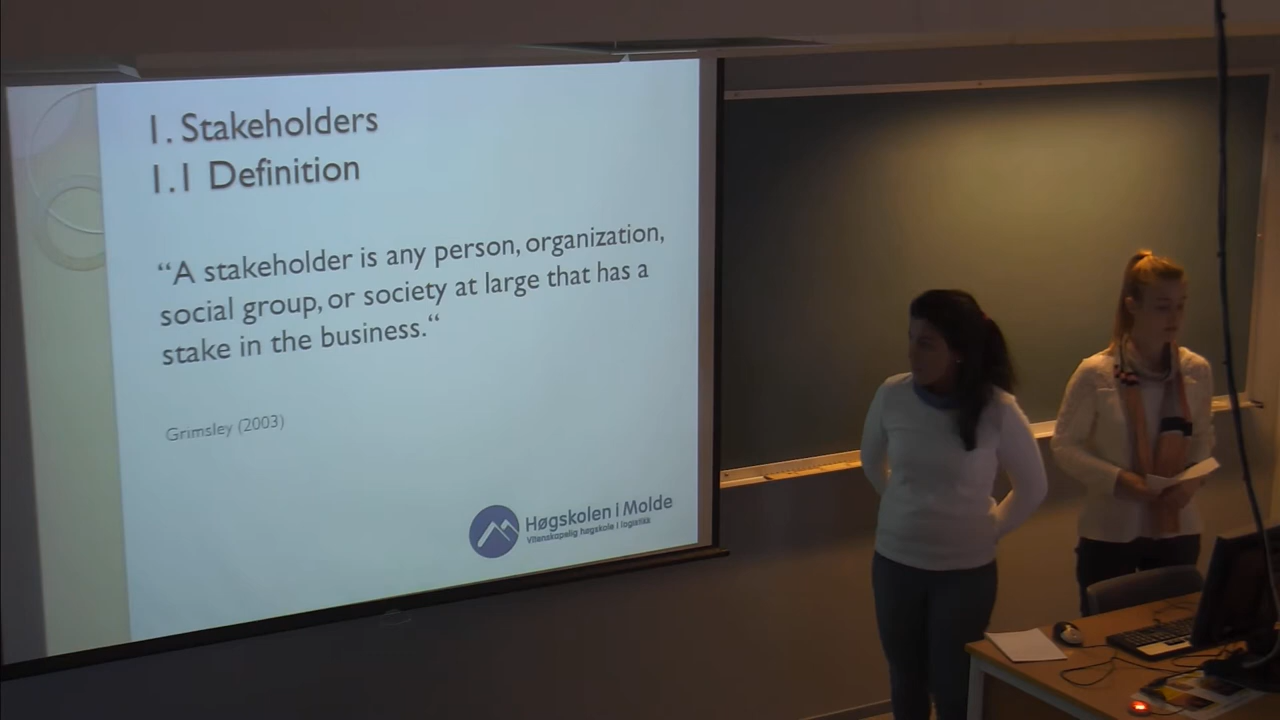 1. Stakeholders
1.1 Definition
“A stakeholder is any person, organization,
social group, or society at large that has a
stake in the business.“
Grimsley (2003)
Høgskolen i Molde
Vitenskapelig høgskole i logistikk